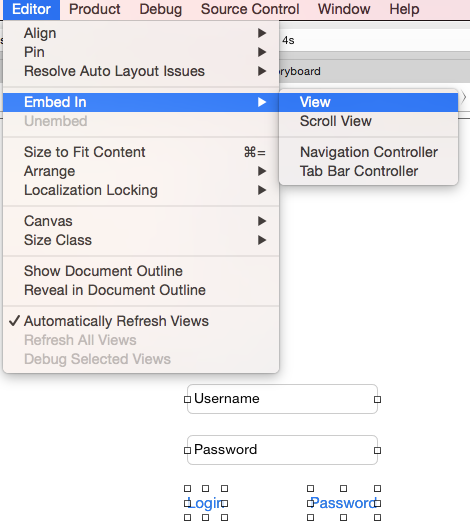 Editor Product Debug Source Control Window Help
Align
4s
Pin
Resolve Auto Layout Issues
oryboard
Embed In
View
Unembed
Scroll View
Size to Fit Content ⌘=
Navigation Controller
Arrange
Tab Bar Controller
Localization Locking
Canvas
Size Class
Show Document Outline
Reveal in Document Outline
✓ Automatically Refresh Views
Refresh All Views
Debug Selected Views
Username
Password
Login Password